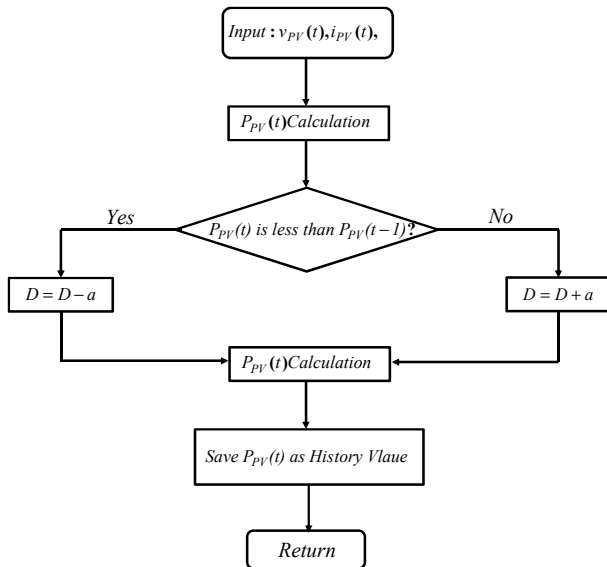 Input : v_PV(t), i_PV(t),
P_PV(t)Calculation
P_PV(t) is less than P_PV(t−1)?
Yes
No
D = D − a
D = D + a
P_PV(t)Calculation
Save P_PV(t) as History Vlaue
Return